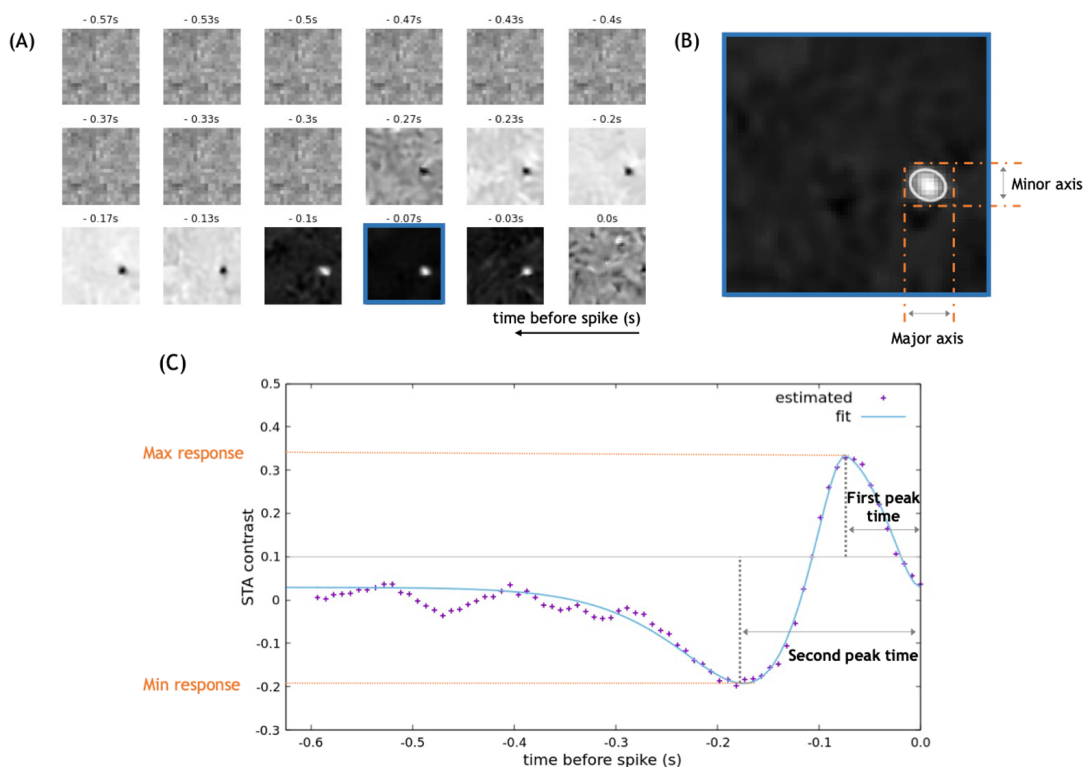 (A)
- 0.57s - 0.53s - 0.5s - 0.47s - 0.43s - 0.4s
- 0.37s - 0.33s - 0.3s - 0.27s - 0.23s - 0.2s
- 0.17s - 0.13s - 0.1s - 0.07s - 0.03s 0.0s
time before spike (s)
(B)
Minor axis
Major axis
(C)
0.5
0.4
0.3
0.2
0.1
0
-0.1
-0.2
-0.3
STA contrast
Max response
Min response
estimated
fit
First peak
time
Second peak time
-0.6 -0.5 -0.4 -0.3 -0.2 -0.1 0.0
time before spike (s)